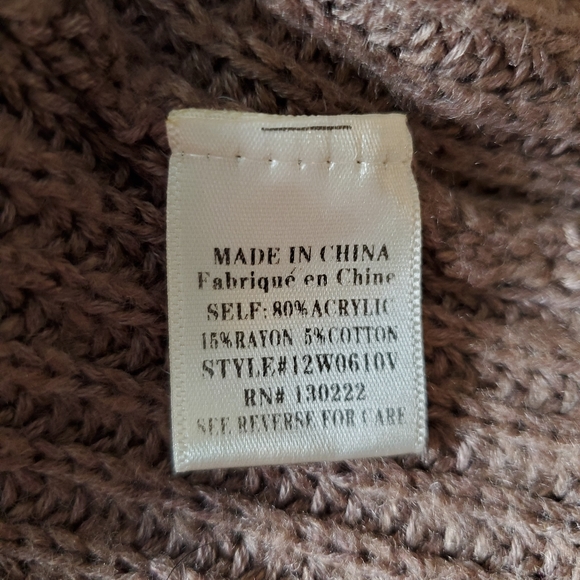 MADE IN CHINA
Fabriqué en Chine
SELF: 80% ACRYLIC
15% RAYON 5% COTTON
STYLE#12W0610V
RN# 130222
SEE REVERSE FOR CARE